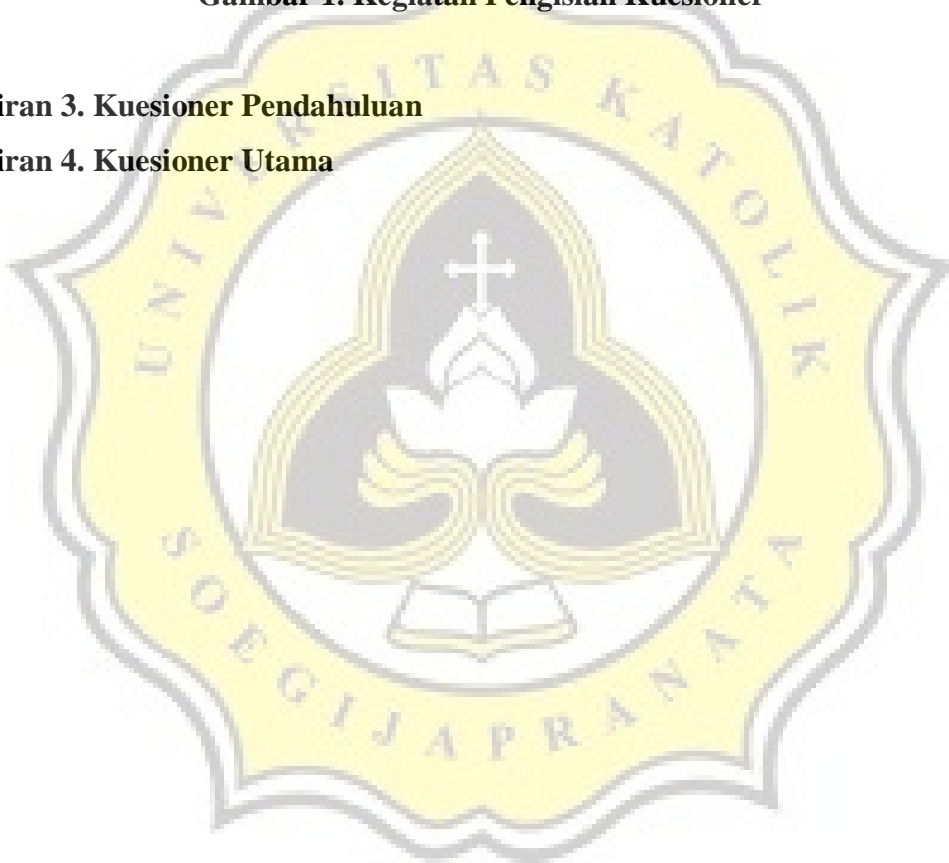 Gambar 1. Kegiatan Pengisian Kuesioner
iran 3. Kuesioner Pendahuluan
iran 4. Kuesioner Utama
UNIVERSITAS KATOLIK
SOEGIJAPRANATA